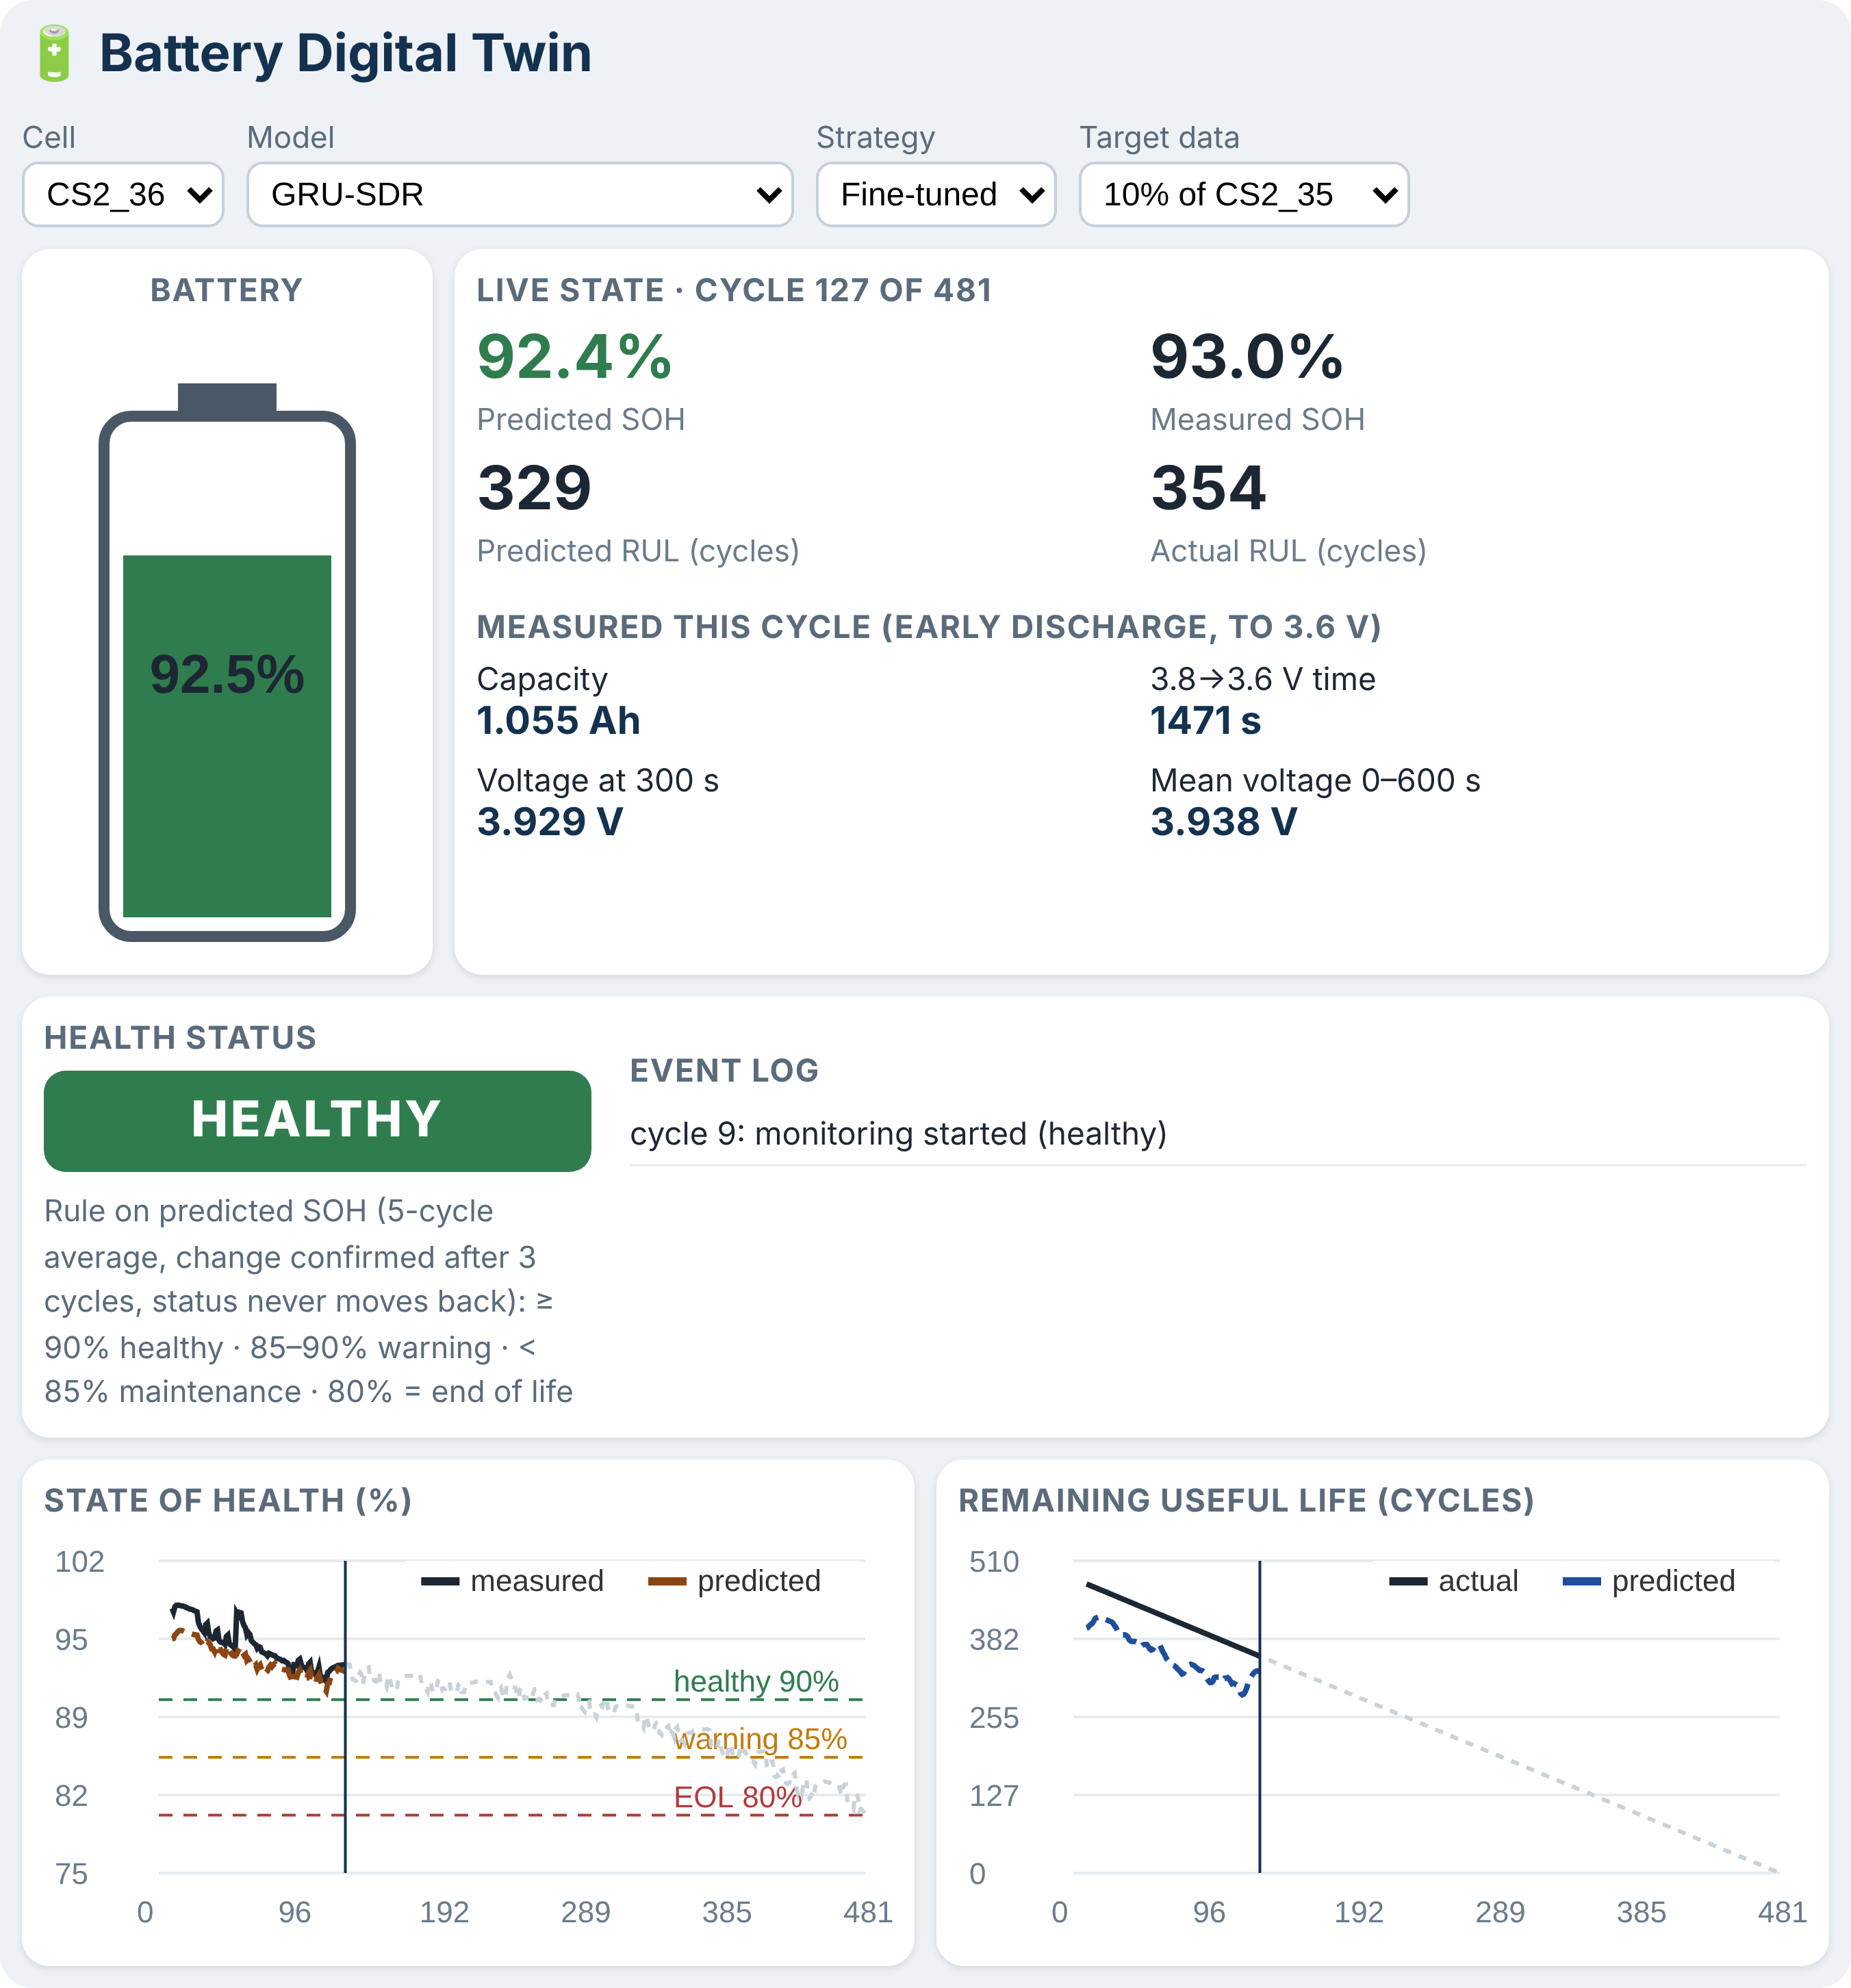 Battery Digital Twin
Cell
Model
Strategy
Target data
CS2_36
GRU-SDR
Fine-tuned
10% of CS2_35
BATTERY
92.5%
LIVE STATE · CYCLE 127 OF 481
92.4%
93.0%
Predicted SOH
Measured SOH
329
354
Predicted RUL (cycles)
Actual RUL (cycles)
MEASURED THIS CYCLE (EARLY DISCHARGE, TO 3.6 V)
Capacity
3.8→3.6 V time
1.055 Ah
1471 s
Voltage at 300 s
Mean voltage 0–600 s
3.929 V
3.938 V
HEALTH STATUS
HEALTHY
Rule on predicted SOH (5-cycle
average, change confirmed after 3
cycles, status never moves back): ≥
90% healthy · 85–90% warning · <
85% maintenance · 80% = end of life
EVENT LOG
cycle 9: monitoring started (healthy)
STATE OF HEALTH (%)
102
95
89
82
75
measured
predicted
healthy 90%
warning 85%
EOL 80%
0
96
192
289
385
481
REMAINING USEFUL LIFE (CYCLES)
510
382
255
127
0
actual
predicted
0
96
192
289
385
481